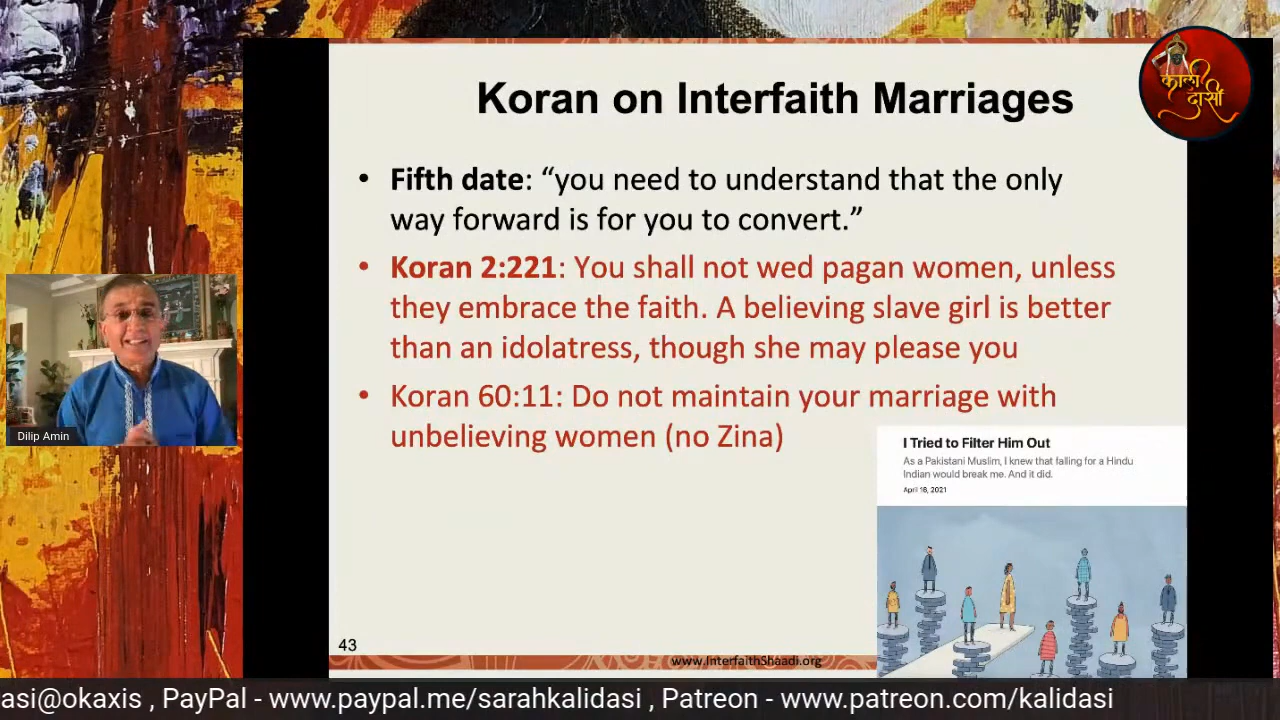 काली
दासी
Koran on Interfaith Marriages
• Fifth date: “you need to understand that the only
way forward is for you to convert.”
• Koran 2:221: You shall not wed pagan women, unless
they embrace the faith. A believing slave girl is better
than an idolatress, though she may please you
• Koran 60:11: Do not maintain your marriage with
unbelieving women (no Zina)
Dilip Amin
I Tried to Filter Him Out
As a Pakistani Muslim, I knew that falling for a Hindu
Indian would break me. And it did.
April 16, 2021
43
www.InterfaithShaadi.org
asi@okaxis , PayPal - www.paypal.me/sarahkalidasi , Patreon - www.patreon.com/kalidasi